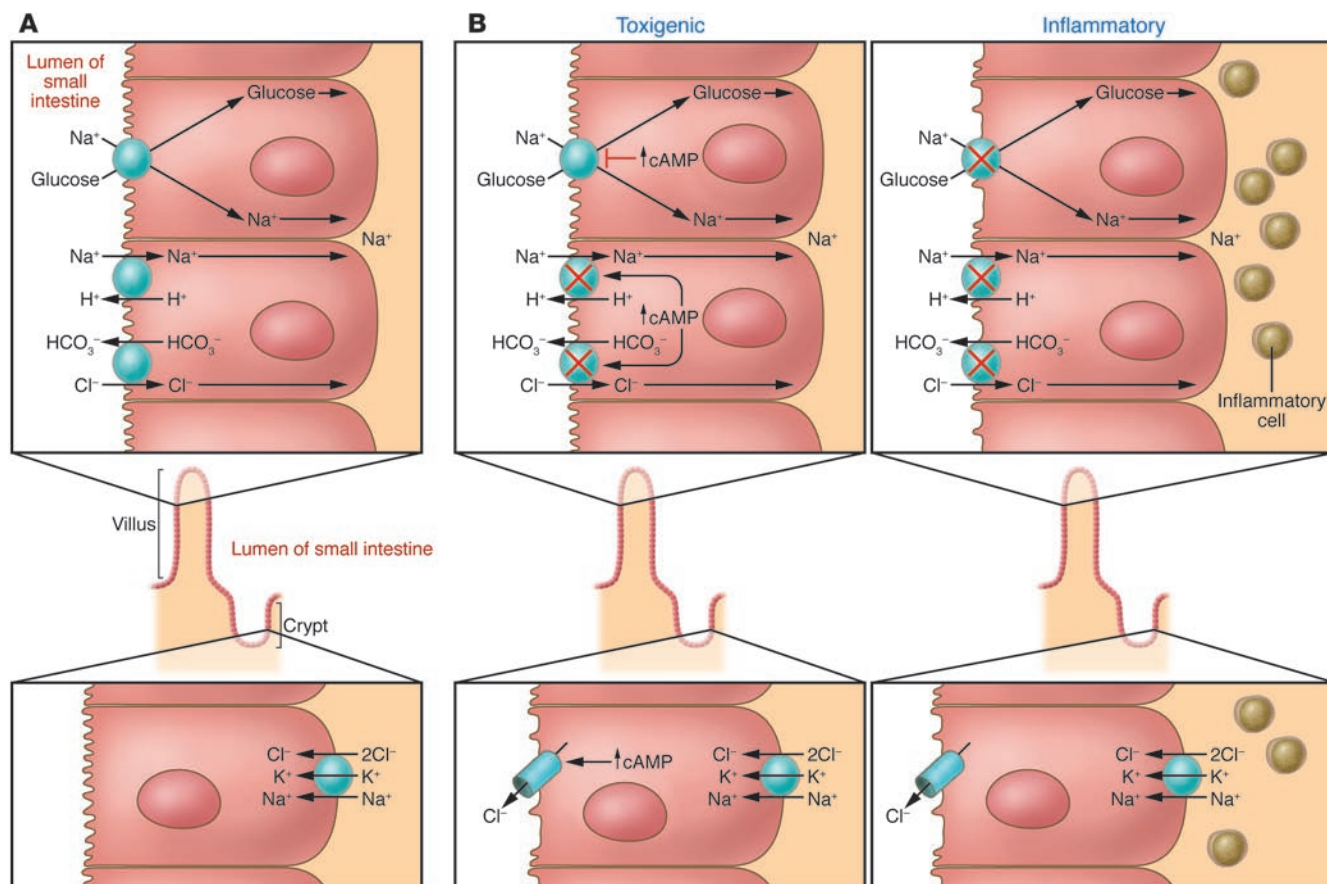 A
Lumen of
small
intestine
Glucose
Na⁺
Glucose
Na⁺
Na⁺
Na⁺ Na⁺
H⁺ H⁺
HCO₃⁻ HCO₃⁻
Cl⁻ Cl⁻
Villus
Lumen of small intestine
Crypt
Cl⁻ 2Cl⁻
K⁺ K⁺
Na⁺ Na⁺
B
Toxigenic
Glucose
Na⁺
↑cAMP
Glucose
Na⁺
Na⁺
Na⁺ Na⁺
H⁺ H⁺
↑cAMP
HCO₃⁻ HCO₃⁻
Cl⁻ Cl⁻
↑cAMP
Cl⁻
Cl⁻ 2Cl⁻
K⁺ K⁺
Na⁺ Na⁺
Inflammatory
Glucose
Na⁺
Glucose
Na⁺
Na⁺
Na⁺ Na⁺
H⁺ H⁺
HCO₃⁻ HCO₃⁻
Cl⁻ Cl⁻
Inflammatory
cell
Cl⁻
Cl⁻ 2Cl⁻
K⁺ K⁺
Na⁺ Na⁺